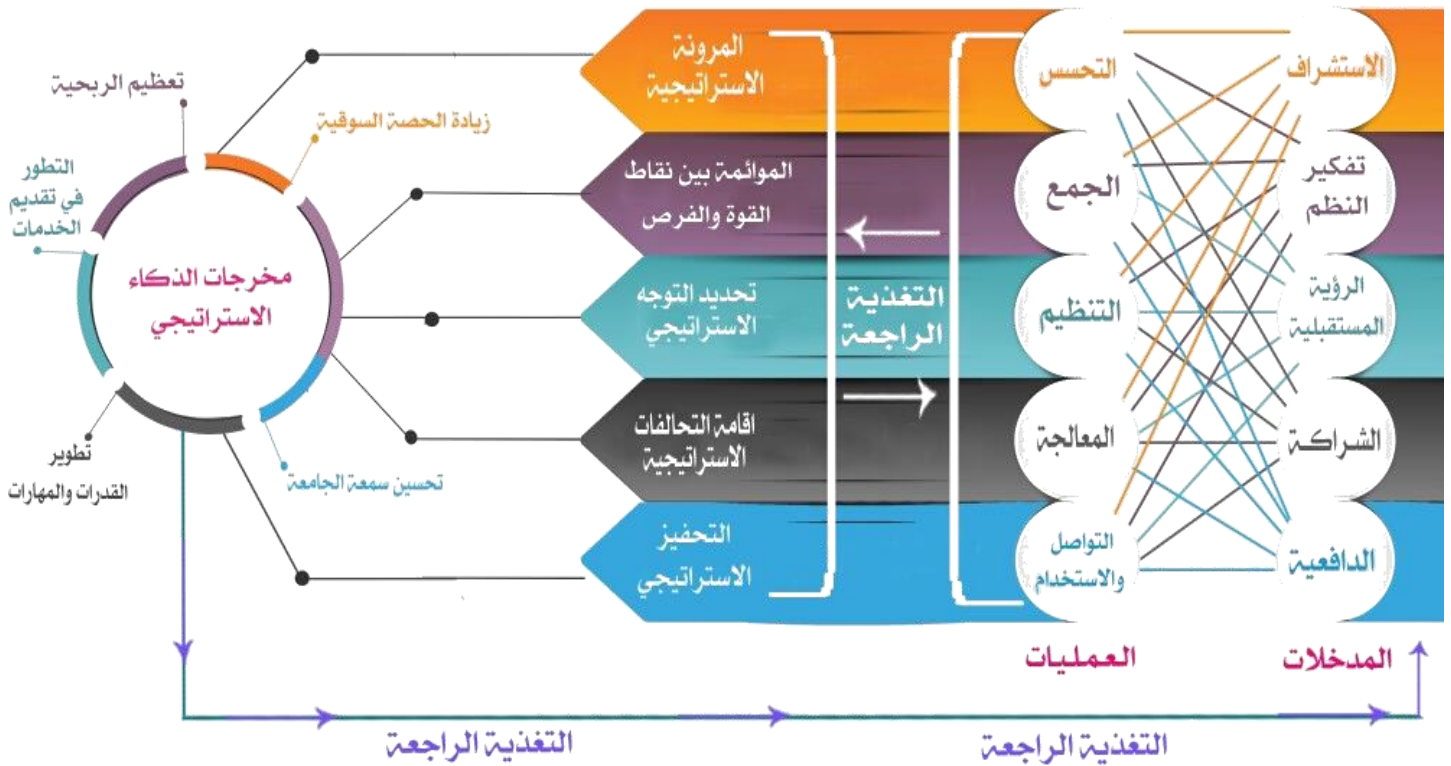 الاستشراف
تفكير
النظم
الرؤية
المستقبلية
الشراكة
الدافعية
المدخلات
التحسس
الجمع
التنظيم
المعالجة
التواصل
والاستخدام
العمليات
التغذية
الراجعة
المرونة
الاستراتيجية
الموائمة بين نقاط
القوة والفرص
تحديد التوجه
الاستراتيجي
اقامة التحالفات
الاستراتيجية
التحفيز
الاستراتيجي
مخرجات الذكاء
الاستراتيجي
زيادة الحصة السوقية
تعظيم الربحية
التطور
في تقديم
الخدمات
تطوير
القدرات والمهارات
تحسين سمعة الجامعة
التغذية الراجعة
التغذية الراجعة